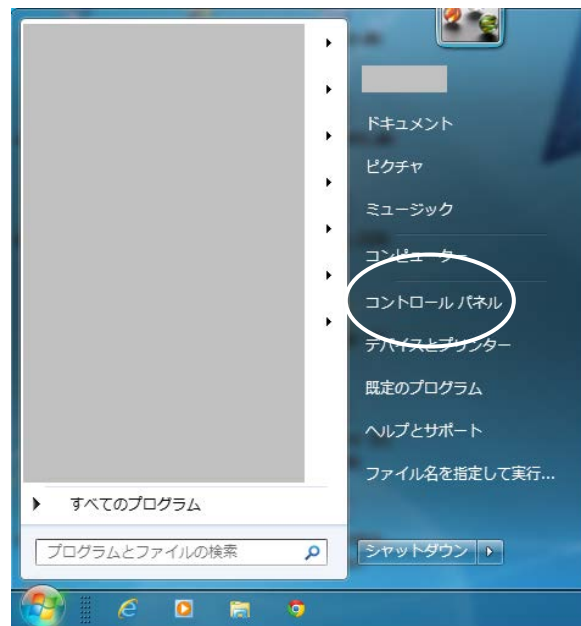 ドキュメント
ピクチャ
ミュージック
コンピューター
コントロール パネル
デバイスとプリンター
既定のプログラム
ヘルプとサポート
ファイル名を指定して実行...
すべてのプログラム
プログラムとファイルの検索
シャットダウン